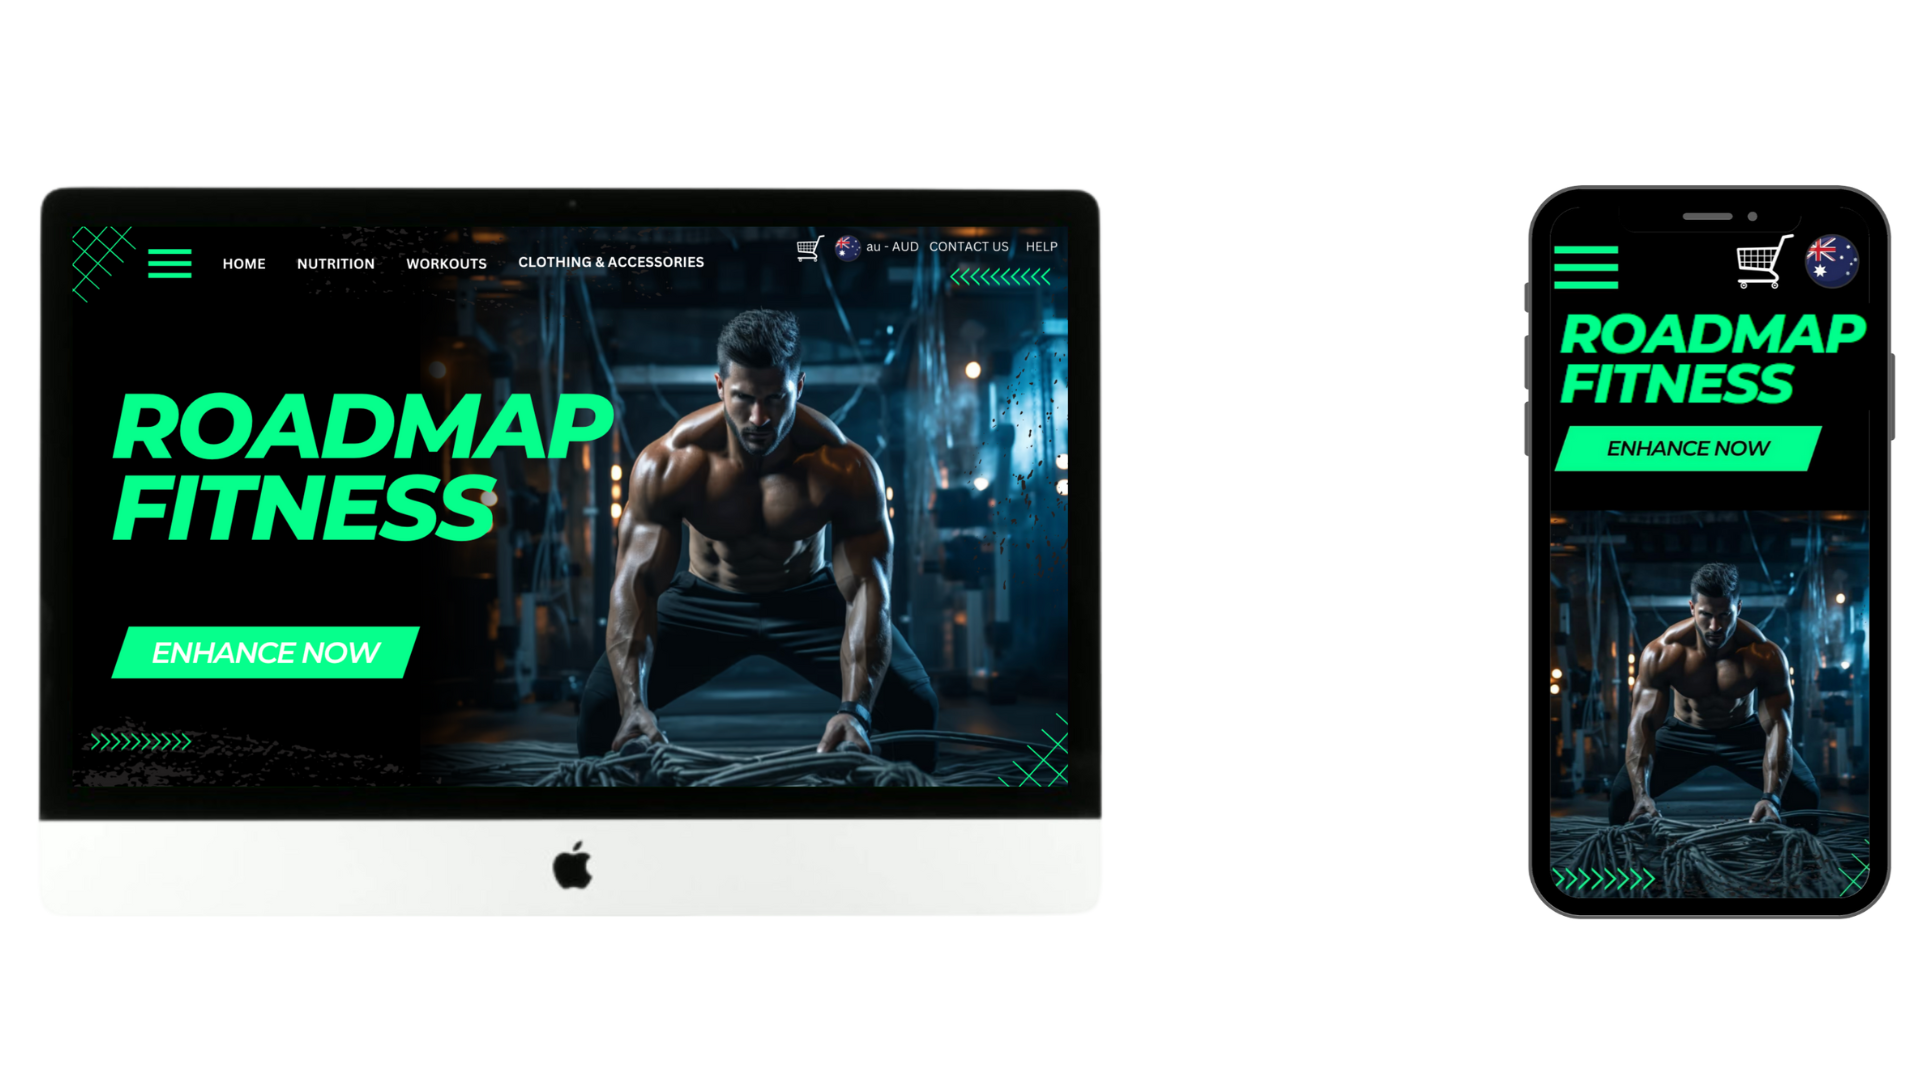 HOME NUTRITION WORKOUTS CLOTHING & ACCESSORIES
au - AUD CONTACT US HELP
ROADMAP
FITNESS
ENHANCE NOW
ROADMAP
FITNESS
ENHANCE NOW